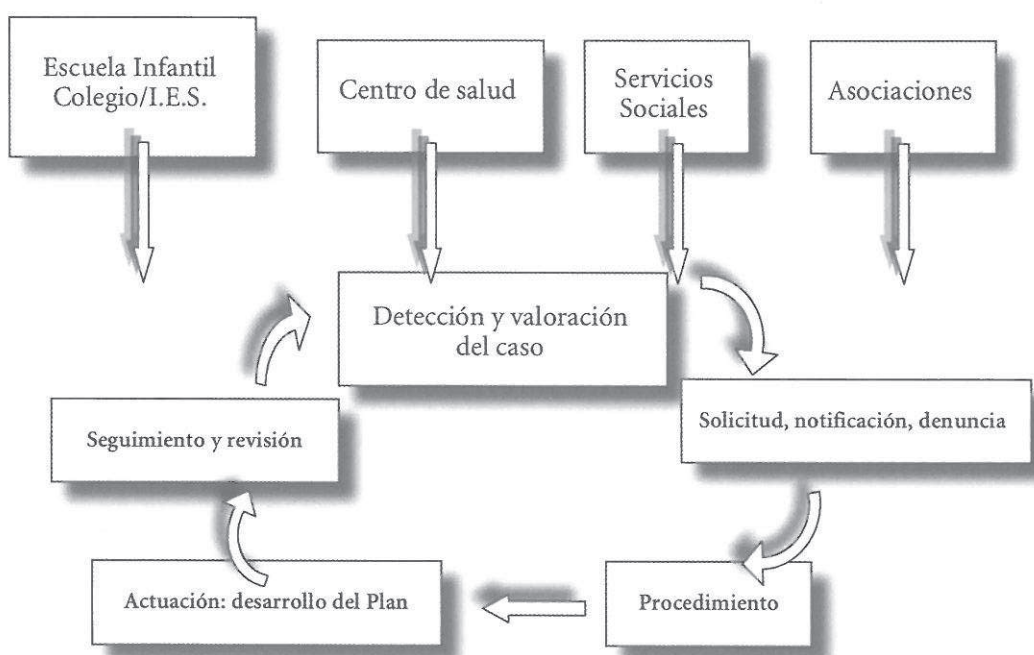 Escuela Infantil
Colegio/I.E.S.
Centro de salud
Servicios
Sociales
Asociaciones
Detección y valoración
del caso
Seguimiento y revisión
Solicitud, notificación, denuncia
Actuación: desarrollo del Plan
Procedimiento